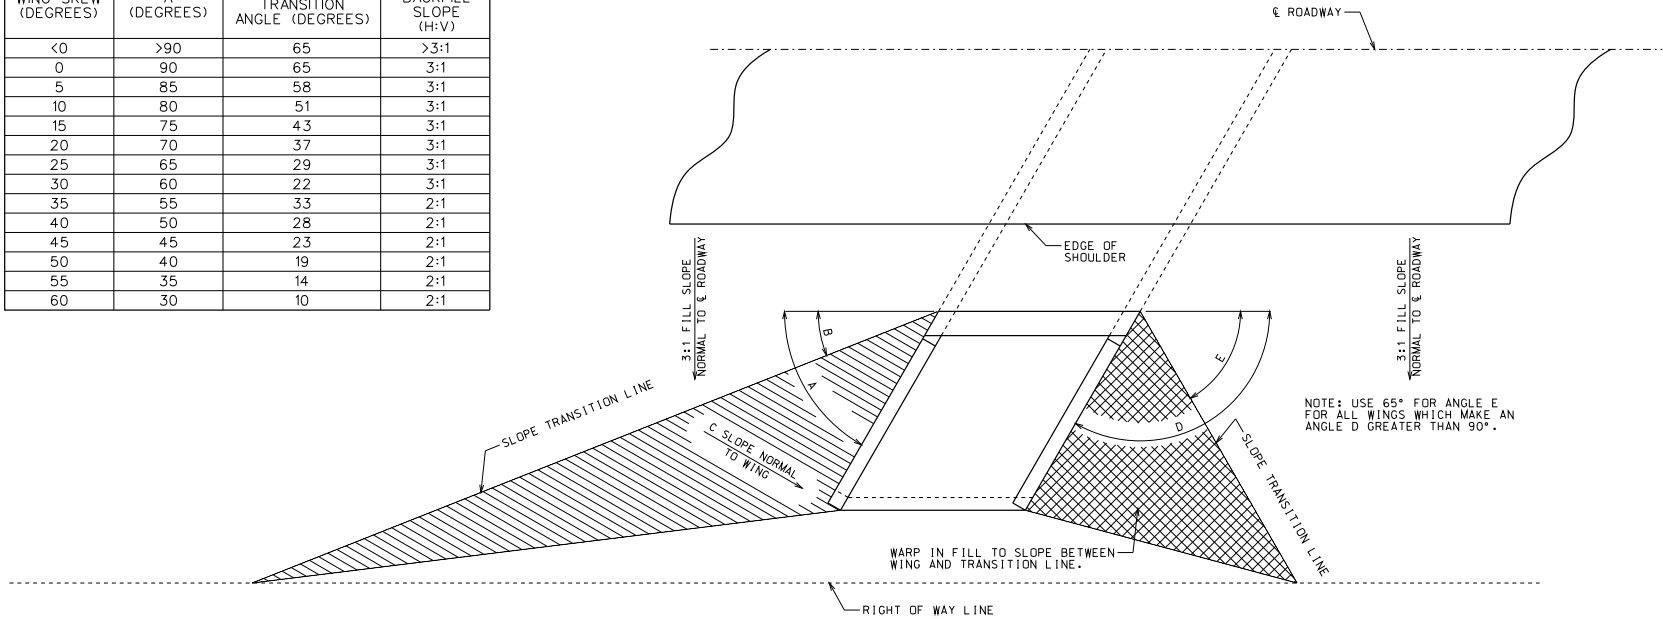 WING SKEW
(DEGREES)
A
(DEGREES)
TRANSITION
ANGLE (DEGREES)
BACKFILL
SLOPE
(H:V)
<0 >90 65 >3:1
0 90 65 3:1
5 85 58 3:1
10 80 51 3:1
15 75 43 3:1
20 70 37 3:1
25 65 29 3:1
30 60 22 3:1
35 55 33 2:1
40 50 28 2:1
45 45 23 2:1
50 40 19 2:1
55 35 14 2:1
60 30 10 2:1
℄ ROADWAY
EDGE OF
SHOULDER
3:1 FILL SLOPE
NORMAL TO ℄ ROADWAY
3:1 FILL SLOPE
NORMAL TO ℄ ROADWAY
B
A
E
D
SLOPE TRANSITION LINE
C SLOPE NORMAL
TO WING
NOTE: USE 65° FOR ANGLE E
FOR ALL WINGS WHICH MAKE AN
ANGLE D GREATER THAN 90°.
SLOPE TRANSITION LINE
WARP IN FILL TO SLOPE BETWEEN
WING AND TRANSITION LINE.
RIGHT OF WAY LINE